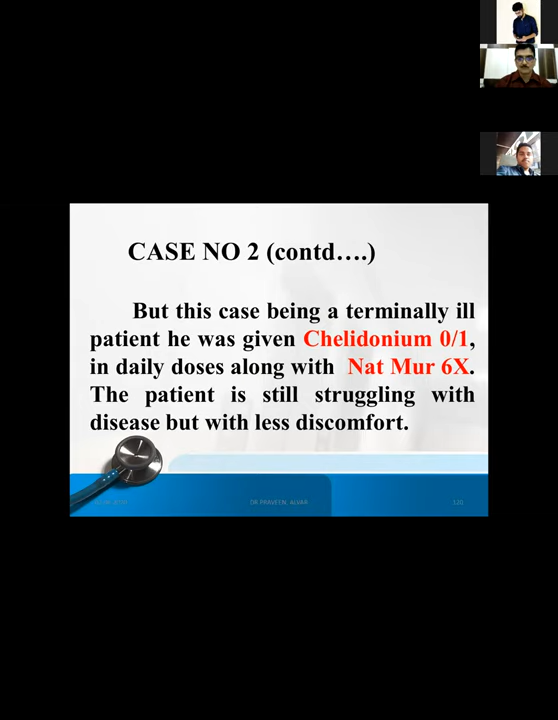 CASE NO 2 (contd....)
But this case being a terminally ill
patient he was given Chelidonium 0/1,
in daily doses along with Nat Mur 6X.
The patient is still struggling with
disease but with less discomfort.
DR PRAVEEN, ALVAR
120